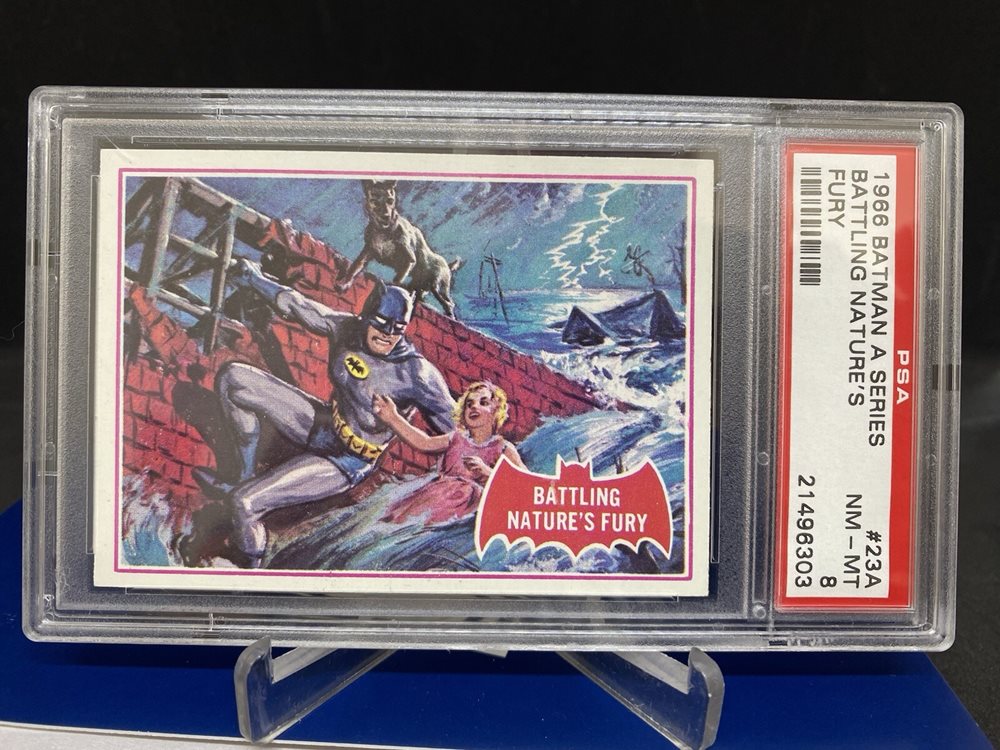 BATTLING
NATURE'S FURY
PSA
1966 BATMAN A SERIES #23A
BATTLING NATURE'S NM - MT
FURY 8
21496303